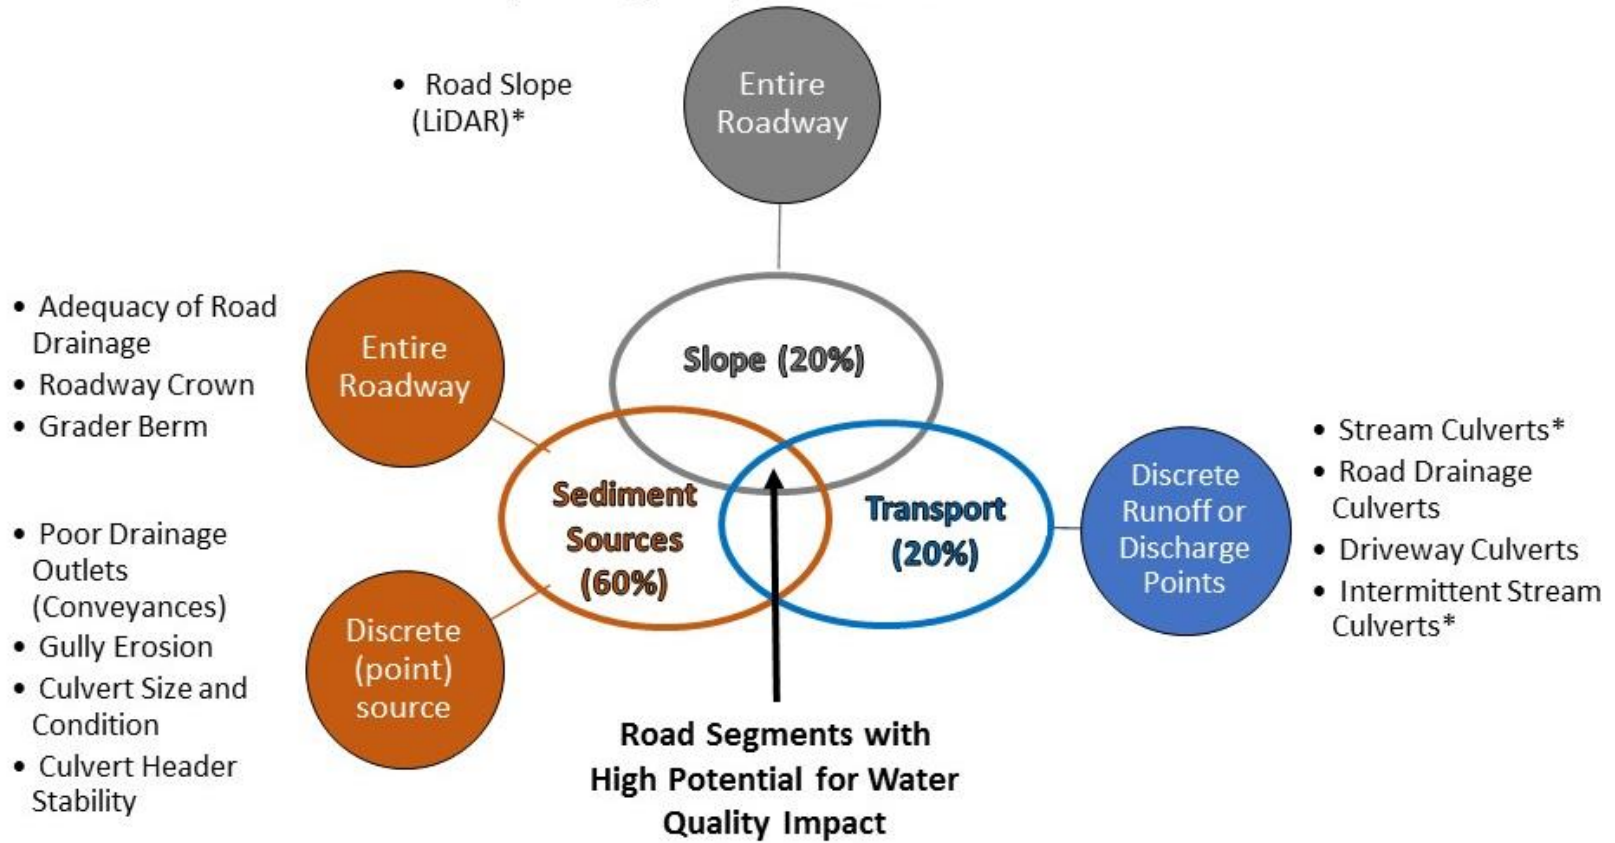 • Road Slope
(LiDAR)*
Entire
Roadway
• Adequacy of Road
Drainage
• Roadway Crown
• Grader Berm
Entire
Roadway
Slope (20%)
Sediment
Sources
(60%)
Transport
(20%)
Discrete
Runoff or
Discharge
Points
• Stream Culverts*
• Road Drainage
Culverts
• Driveway Culverts
• Intermittent Stream
Culverts*
• Poor Drainage
Outlets
(Conveyances)
• Gully Erosion
• Culvert Size and
Condition
• Culvert Header
Stability
Discrete
(point)
source
Road Segments with
High Potential for Water
Quality Impact